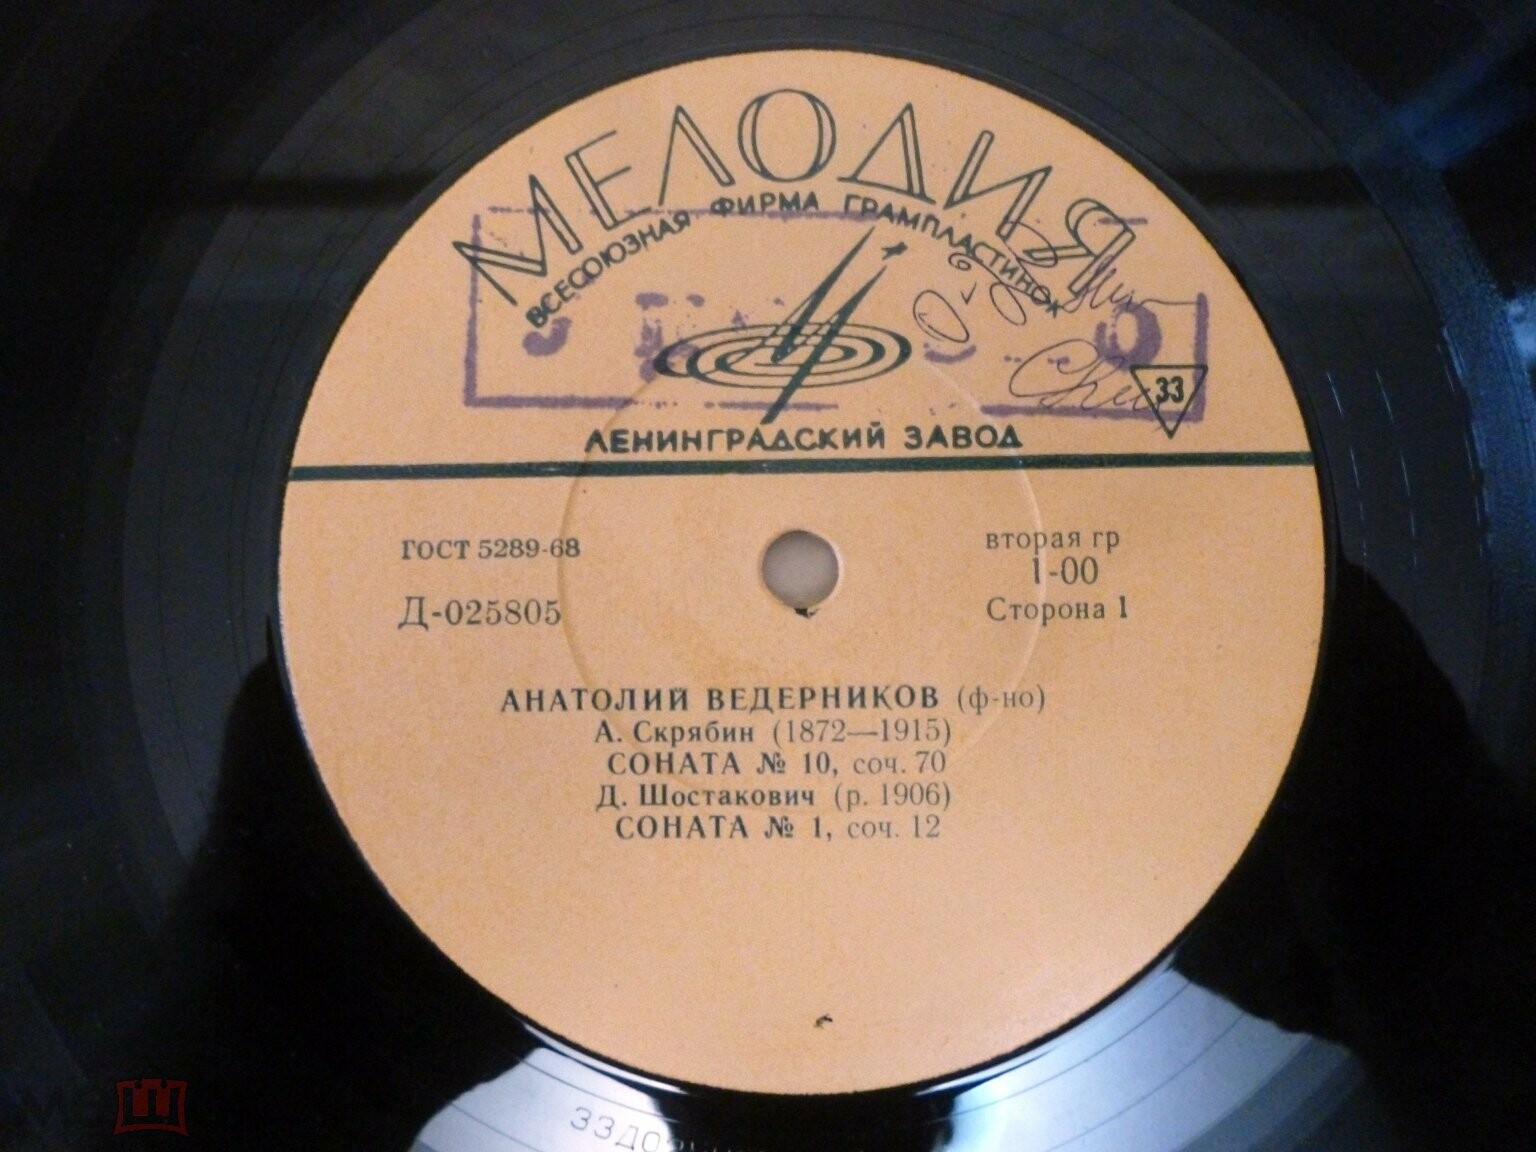 МЕЛОДИЯ
ВСЕСОЮЗНАЯ ФИРМА ГРАМПЛАСТИНОК
33
ЛЕНИНГРАДСКИЙ ЗАВОД
ГОСТ 5289-68
вторая гр
1-00
Д-025805
Сторона 1
АНАТОЛИЙ ВЕДЕРНИКОВ (ф-но)
А. Скрябин (1872—1915)
СОНАТА № 10, соч. 70
Д. Шостакович (р. 1906)
СОНАТА № 1, соч. 12